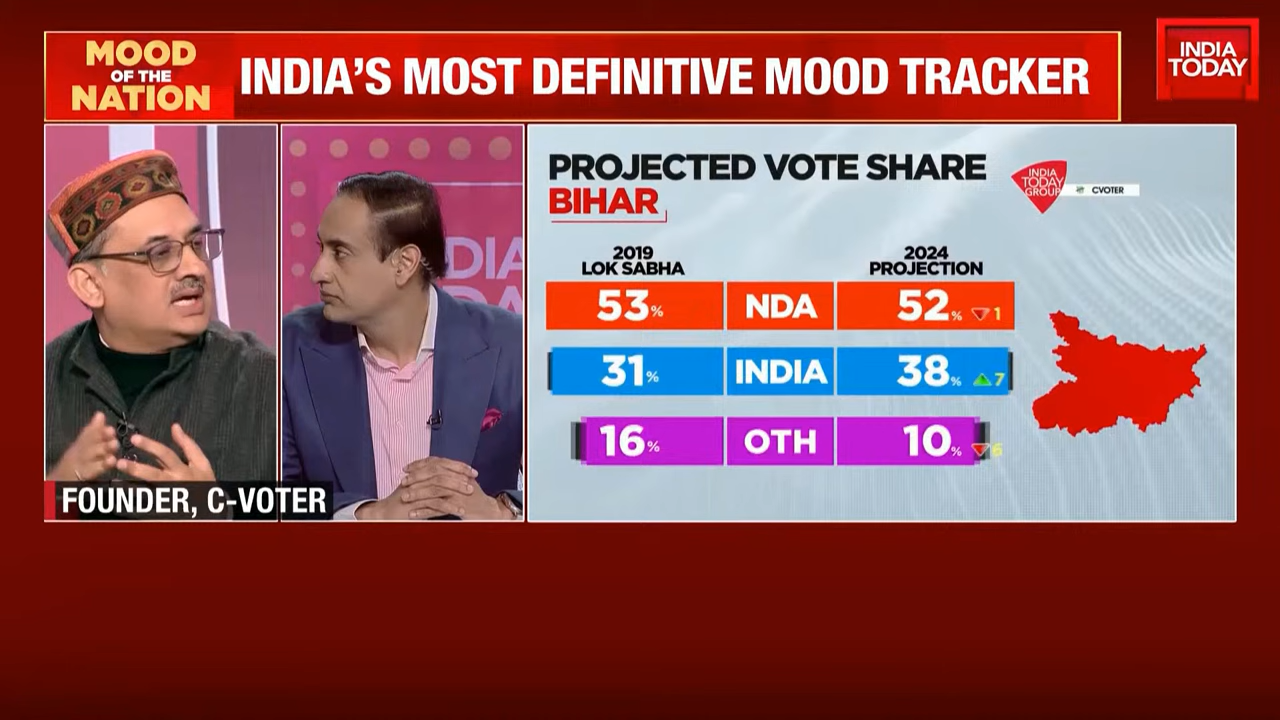 MOOD
OF THE
NATION
INDIA'S MOST DEFINITIVE MOOD TRACKER
INDIA
TODAY
PROJECTED VOTE SHARE
BIHAR
INDIA
TODAY
GROUP
CVOTER
2019
LOK SABHA
2024
PROJECTION
53% NDA 52% 1
31% INDIA 38% 7
16% OTH 10% 6
FOUNDER, C-VOTER